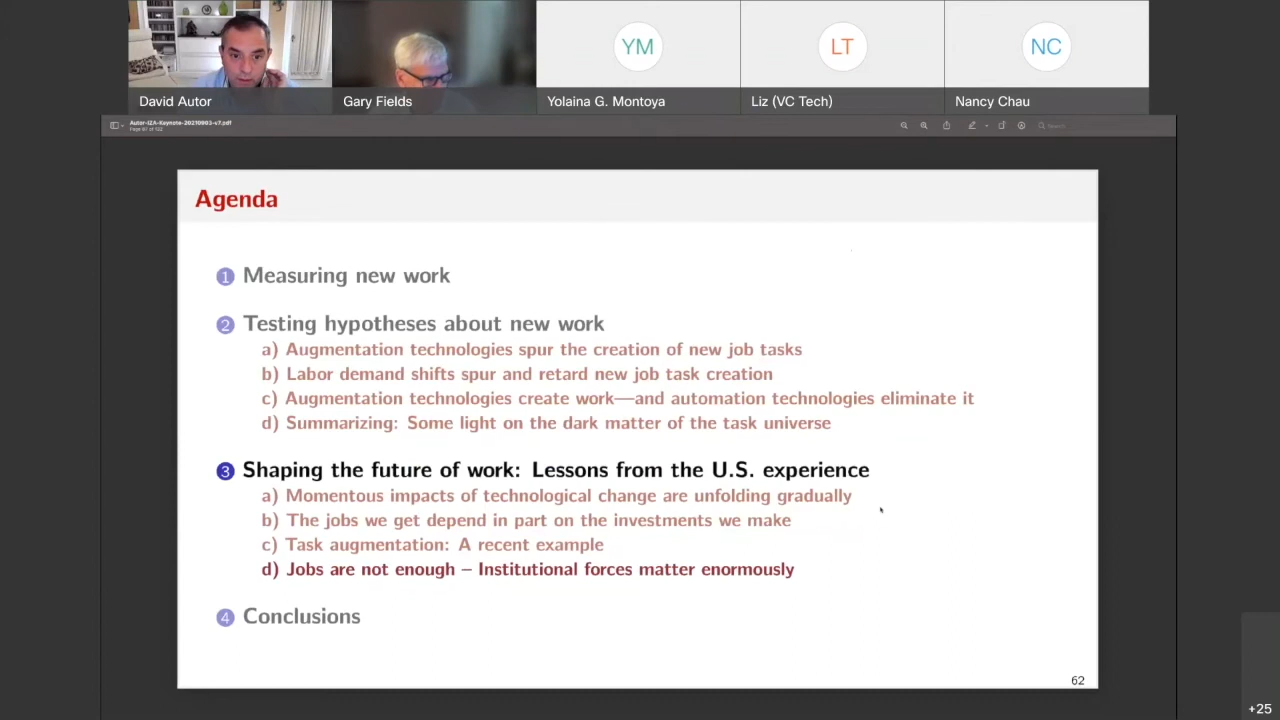 YM
LT
NC
David Autor
Gary Fields
Yolaina G. Montoya
Liz (VC Tech)
Nancy Chau
Autor-IZA-Keynote-20210903-v7.pdf
Search
Agenda
1 Measuring new work
2 Testing hypotheses about new work
a) Augmentation technologies spur the creation of new job tasks
b) Labor demand shifts spur and retard new job task creation
c) Augmentation technologies create work—and automation technologies eliminate it
d) Summarizing: Some light on the dark matter of the task universe
3 Shaping the future of work: Lessons from the U.S. experience
a) Momentous impacts of technological change are unfolding gradually
b) The jobs we get depend in part on the investments we make
c) Task augmentation: A recent example
d) Jobs are not enough – Institutional forces matter enormously
4 Conclusions
62
+25